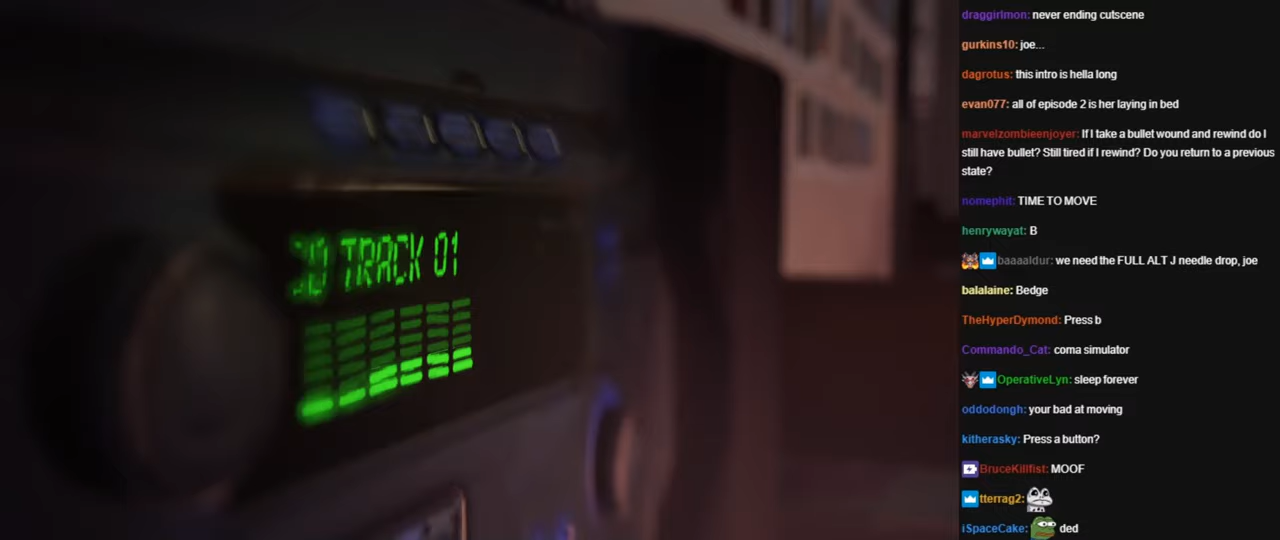 TRACK 01
draggirlmon: never ending cutscene
gurkins10: joe...
dagrotus: this intro is hella long
evan077: all of episode 2 is her laying in bed
marvelzombieenjoyer: If I take a bullet wound and rewind do I
still have bullet? Still tired if I rewind? Do you return to a previous
state?
nomephit: TIME TO MOVE
henrywayat: B
baaaaldur: we need the FULL ALT J needle drop, joe
balalaine: Bedge
TheHyperDymond: Press b
Commando_Cat: coma simulator
OperativeLyn: sleep forever
oddodongh: your bad at moving
kitherasky: Press a button?
BruceKillfist: MOOF
tterrag2:
iSpaceCake: ded